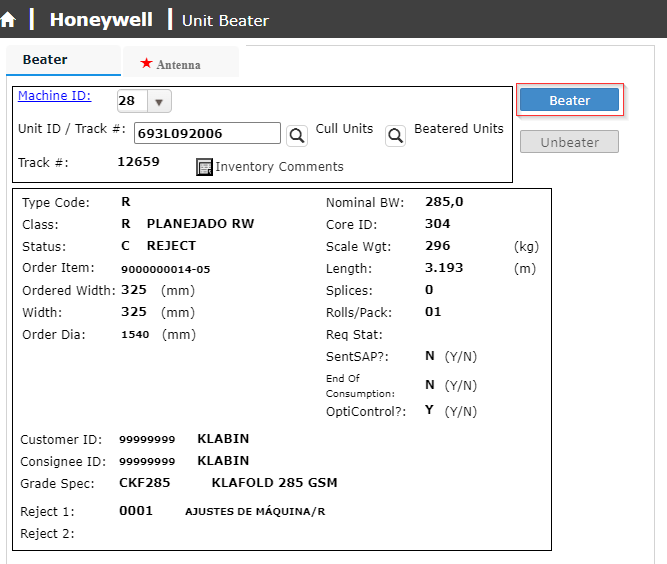 Honeywell | Unit Beater
Beater
Antenna
Machine ID: 28
Beater
Unit ID / Track #: 693L092006 Cull Units Beatered Units
Unbeater
Track #: 12659 Inventory Comments
Type Code: R Nominal BW: 285,0
Class: R PLANEJADO RW Core ID: 304
Status: C REJECT Scale Wgt: 296 (kg)
Order Item: 9000000014-05 Length: 3.193 (m)
Ordered Width: 325 (mm) Splices: 0
Width: 325 (mm) Rolls/Pack: 01
Order Dia: 1540 (mm) Req Stat:
SentSAP?: N (Y/N)
End Of
Consumption: N (Y/N)
OptiControl?: Y (Y/N)
Customer ID: 99999999 KLABIN
Consignee ID: 99999999 KLABIN
Grade Spec: CKF285 KLAFOLD 285 GSM
Reject 1: 0001 AJUSTES DE MÁQUINA/R
Reject 2: